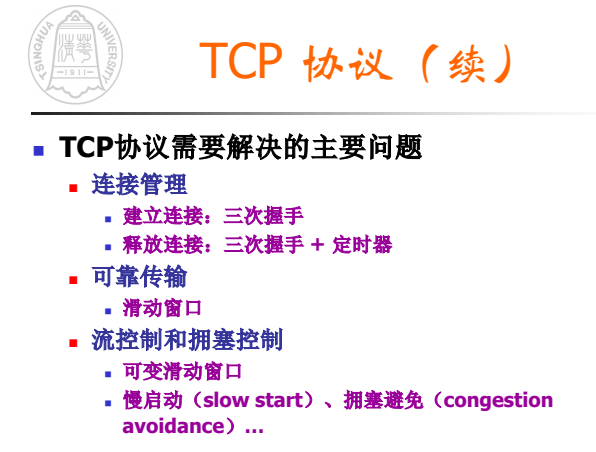 TSINGHUA UNIVERSITY
清華
-1911-
TCP 协议（续）
TCP协议需要解决的主要问题
连接管理
建立连接：三次握手
释放连接：三次握手 + 定时器
可靠传输
滑动窗口
流控制和拥塞控制
可变滑动窗口
慢启动（slow start）、拥塞避免（congestion
avoidance）…